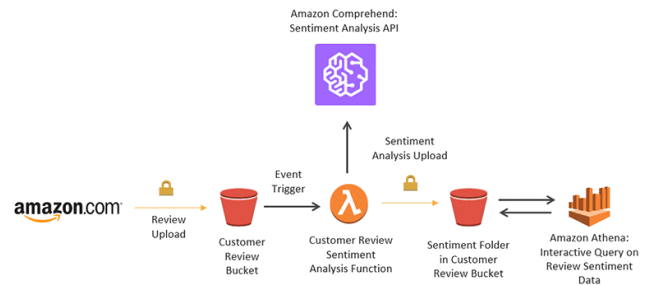 Amazon Comprehend:
Sentiment Analysis API
Sentiment
Analysis Upload
Event
Trigger
amazon.com
Review
Upload
Customer
Review
Bucket
Customer Review
Sentiment
Analysis Function
Sentiment Folder
in Customer
Review Bucket
Amazon Athena:
Interactive Query on
Review Sentiment
Data